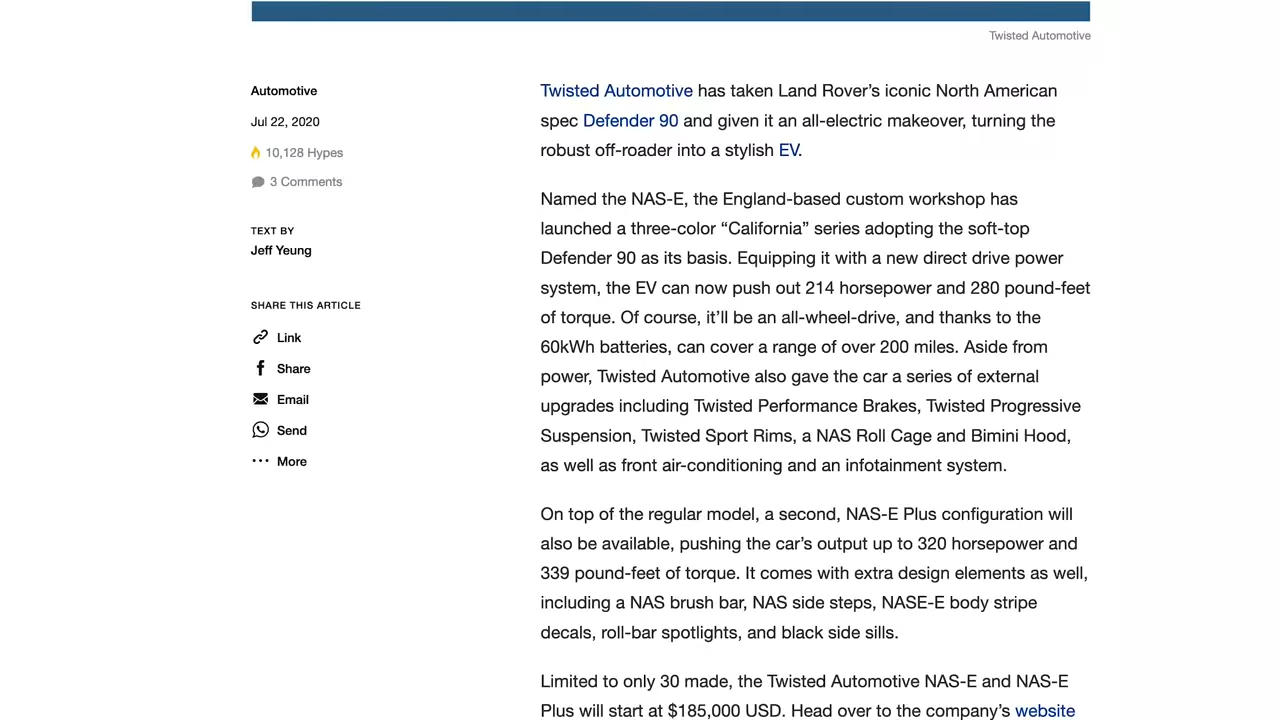 Twisted Automotive
Automotive
Jul 22, 2020
10,128 Hypes
3 Comments
TEXT BY
Jeff Yeung
SHARE THIS ARTICLE
Link
Share
Email
Send
More
Twisted Automotive has taken Land Rover’s iconic North American
spec Defender 90 and given it an all-electric makeover, turning the
robust off-roader into a stylish EV.
Named the NAS-E, the England-based custom workshop has
launched a three-color “California” series adopting the soft-top
Defender 90 as its basis. Equipping it with a new direct drive power
system, the EV can now push out 214 horsepower and 280 pound-feet
of torque. Of course, it’ll be an all-wheel-drive, and thanks to the
60kWh batteries, can cover a range of over 200 miles. Aside from
power, Twisted Automotive also gave the car a series of external
upgrades including Twisted Performance Brakes, Twisted Progressive
Suspension, Twisted Sport Rims, a NAS Roll Cage and Bimini Hood,
as well as front air-conditioning and an infotainment system.
On top of the regular model, a second, NAS-E Plus configuration will
also be available, pushing the car’s output up to 320 horsepower and
339 pound-feet of torque. It comes with extra design elements as well,
including a NAS brush bar, NAS side steps, NASE-E body stripe
decals, roll-bar spotlights, and black side sills.
Limited to only 30 made, the Twisted Automotive NAS-E and NAS-E
Plus will start at $185,000 USD. Head over to the company’s website